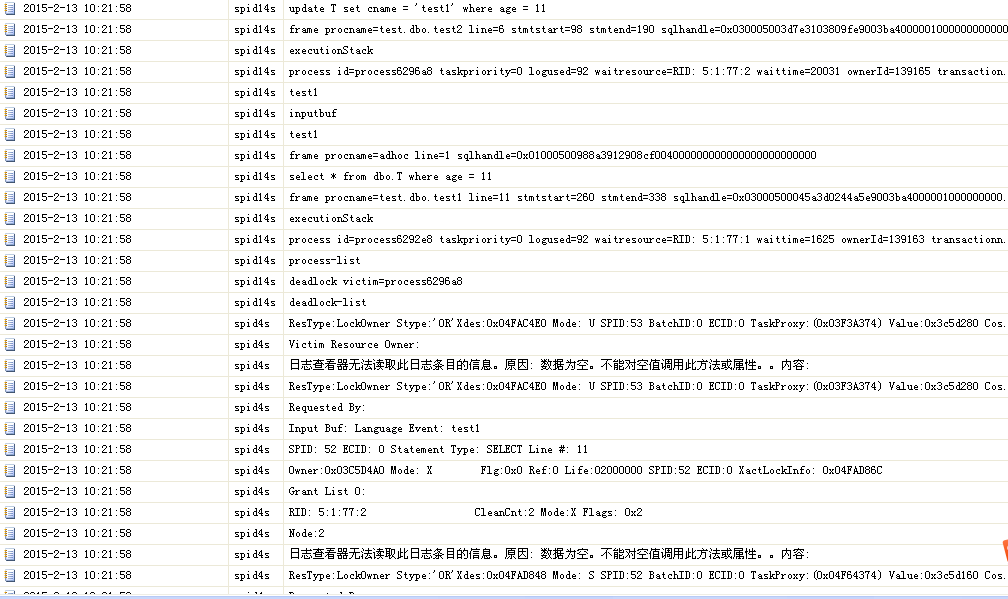 2015-2-13 10:21:58 spid14s update T set cname = 'test1' where age = 11
2015-2-13 10:21:58 spid14s frame procname=test.dbo.test2 line=6 stmtstart=98 stmtend=190
2015-2-13 10:21:58 spid14s executionStack
2015-2-13 10:21:58 spid14s process id=process6296a8 taskpriority=0 logused=92 waitresource=RID: 5:1:77:2 waittime=20031 ownerId=139165 transaction.
2015-2-13 10:21:58 spid14s test1
2015-2-13 10:21:58 spid14s inputbuf
2015-2-13 10:21:58 spid14s test1
2015-2-13 10:21:58 spid14s frame procname=adhoc line=1
2015-2-13 10:21:58 spid14s select * from dbo.T where age = 11
2015-2-13 10:21:58 spid14s frame procname=test.dbo.test1 line=11 stmtstart=260 stmtend=338
2015-2-13 10:21:58 spid14s executionStack
2015-2-13 10:21:58 spid14s process id=process6292e8 taskpriority=0 logused=92 waitresource=RID: 5:1:77:1 waittime=1625 ownerId=139163 transactionn.
2015-2-13 10:21:58 spid14s process-list
2015-2-13 10:21:58 spid14s deadlock victim=process6296a8
2015-2-13 10:21:58 spid14s deadlock-list
2015-2-13 10:21:58 spid4s ResType:LockOwner Stype:'OR'Xdes:0x04FAC4E0 Mode: U SPID:53 BatchID:0 ECID:0 TaskProxy:(0x03F3A374) Value:0x3c5d280 Cos.
2015-2-13 10:21:58 spid4s Victim Resource Owner:
2015-2-13 10:21:58 spid4s 日志查看器无法读取此日志条目的信息。原因: 数据为空。不能对空值调用此方法或属性。。内容:
2015-2-13 10:21:58 spid4s ResType:LockOwner Stype:'OR'Xdes:0x04FAC4E0 Mode: U SPID:53 BatchID:0 ECID:0 TaskProxy:(0x03F3A374) Value:0x3c5d280 Cos.
2015-2-13 10:21:58 spid4s Requested By:
2015-2-13 10:21:58 spid4s Input Buf: Language Event: test1
2015-2-13 10:21:58 spid4s SPID: 52 ECID: 0 Statement Type: SELECT Line #: 11
2015-2-13 10:21:58 spid4s Owner:0x03C5D4A0 Mode: X Flg:0x0 Ref:0 Life:02000000 SPID:52 ECID:0 XactLockInfo: 0x04FAD86C
2015-2-13 10:21:58 spid4s Grant List 0:
2015-2-13 10:21:58 spid4s RID: 5:1:77:2 CleanCnt:2 Mode:X Flags: 0x2
2015-2-13 10:21:58 spid4s Node:2
2015-2-13 10:21:58 spid4s 日志查看器无法读取此日志条目的信息。原因: 数据为空。不能对空值调用此方法或属性。。内容:
2015-2-13 10:21:58 spid4s ResType:LockOwner Stype:'OR'Xdes:0x04FAD848 Mode: S SPID:52 BatchID:0 ECID:0 TaskProxy:(0x04F64374) Value:0x3c5d160 Cos.